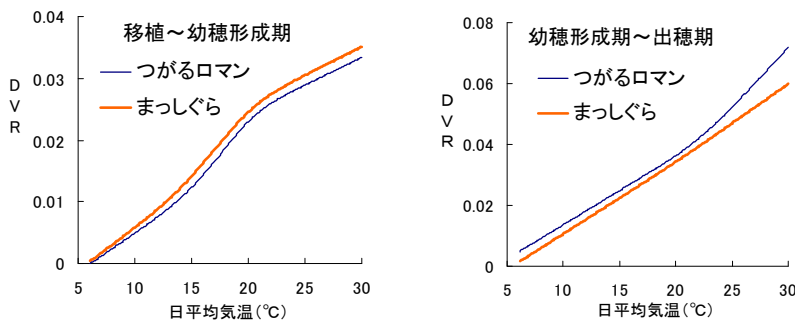 移植～幼穂形成期
つがるロマン
まっしぐら
DVR
0.04
0.03
0.02
0.01
0
5 10 15 20 25 30
日平均気温(℃)
幼穂形成期～出穂期
つがるロマン
まっしぐら
DVR
0.08
0.06
0.04
0.02
0
5 10 15 20 25 30
日平均気温(℃)